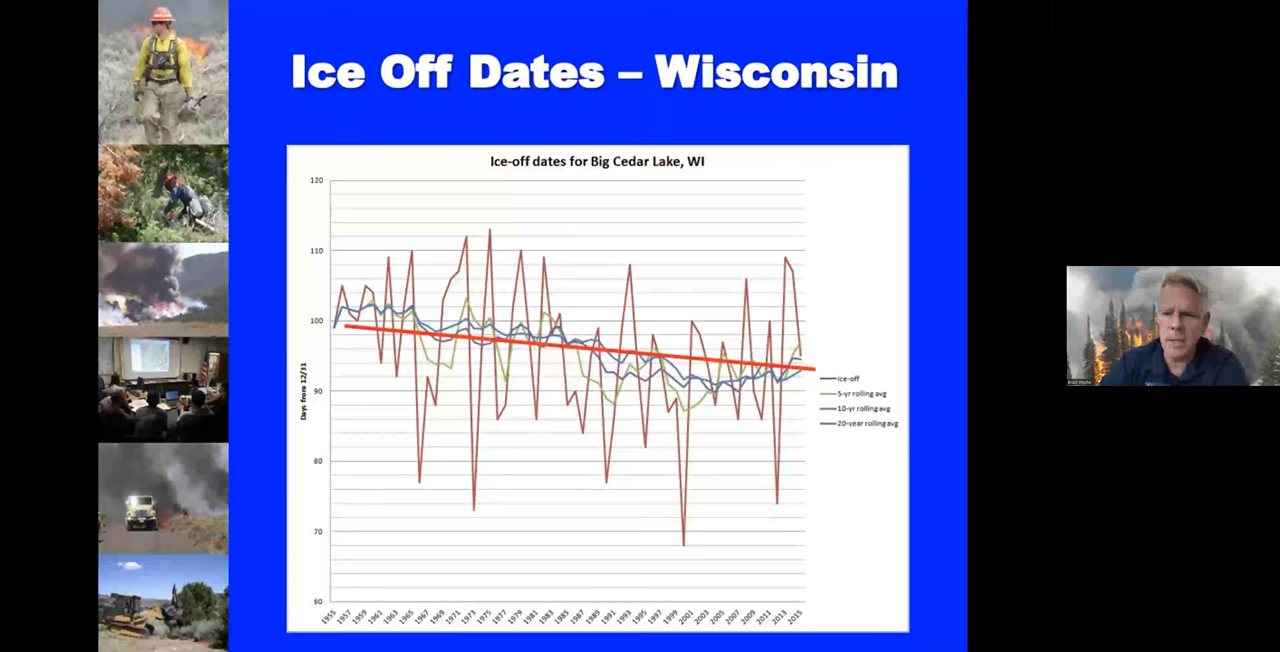 Ice Off Dates – Wisconsin
Ice-off dates for Big Cedar Lake, WI
120
110
100
90
80
70
60
Days from 12/31
1955 1957 1959 1961 1963 1965 1967 1969 1971 1973 1975 1977 1979 1981 1983 1985 1987 1989 1991 1993 1995 1997 1999 2001 2003 2005 2007 2009 2011 2013 2015
ice-off
5-yr rolling avg
10-yr rolling avg
20-year rolling avg